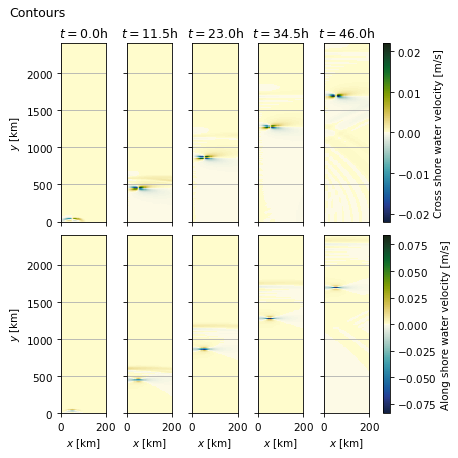 Contours
t = 0.0h t = 11.5h t = 23.0h t = 34.5h t = 46.0h
2000
1500
1000
500
0
y [km]
0.02
0.01
0.00
−0.01
−0.02
Cross shore water velocity [m/s]
2000
1500
1000
500
0
y [km]
0.075
0.050
0.025
0.000
−0.025
−0.050
−0.075
Along shore water velocity [m/s]
0 200 0 200 0 200 0 200 0 200
x [km] x [km] x [km] x [km] x [km]